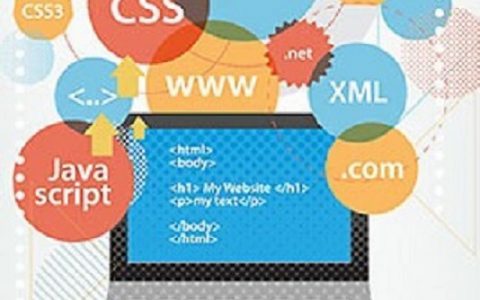 CSS3
CSS
.net
<..>
www
XML
Java
script
.com
<html>
<body>
<h1> My Website </h1>
<p>my text</p>
</body>
</html>